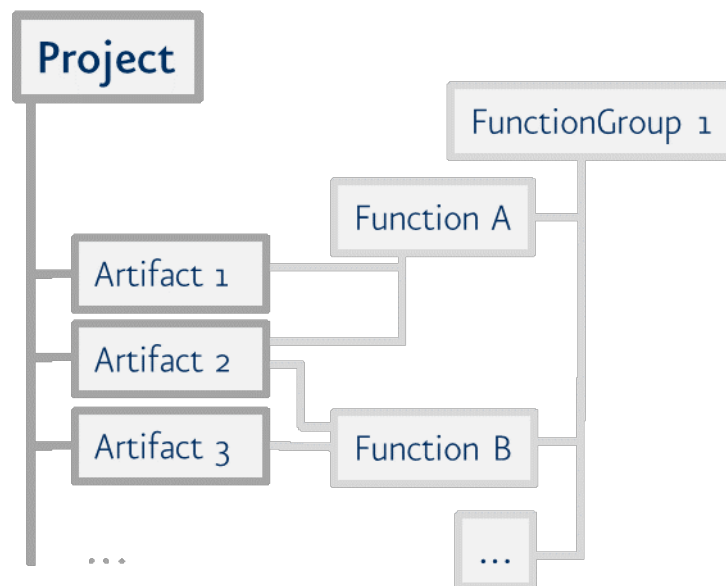 Project
FunctionGroup 1
Function A
Artifact 1
Artifact 2
Artifact 3
Function B
...
...